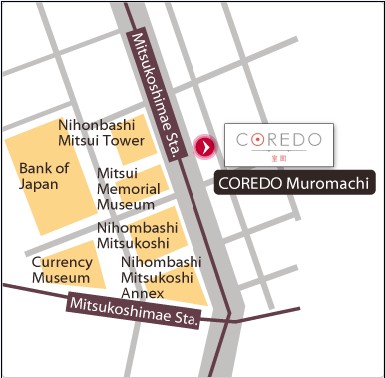 Mitsukoshimae Sta.
Nihonbashi
Mitsui Tower
COREDO
室町
Bank of
Japan
Mitsui
Memorial
Museum
COREDO Muromachi
Nihombashi
Mitsukoshi
Currency
Museum
Nihombashi
Mitsukoshi
Annex
Mitsukoshimae Sta.